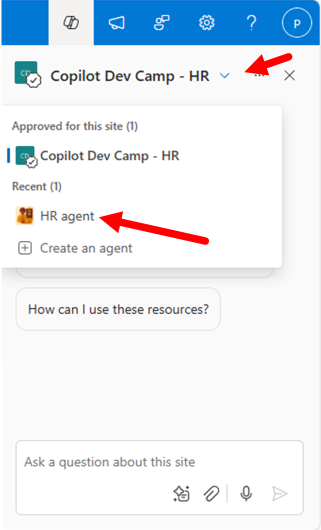 P
CD
Copilot Dev Camp - HR
Approved for this site (1)
CD
Copilot Dev Camp - HR
Recent (1)
HR agent
Create an agent
How can I use these resources?
Ask a question about this site